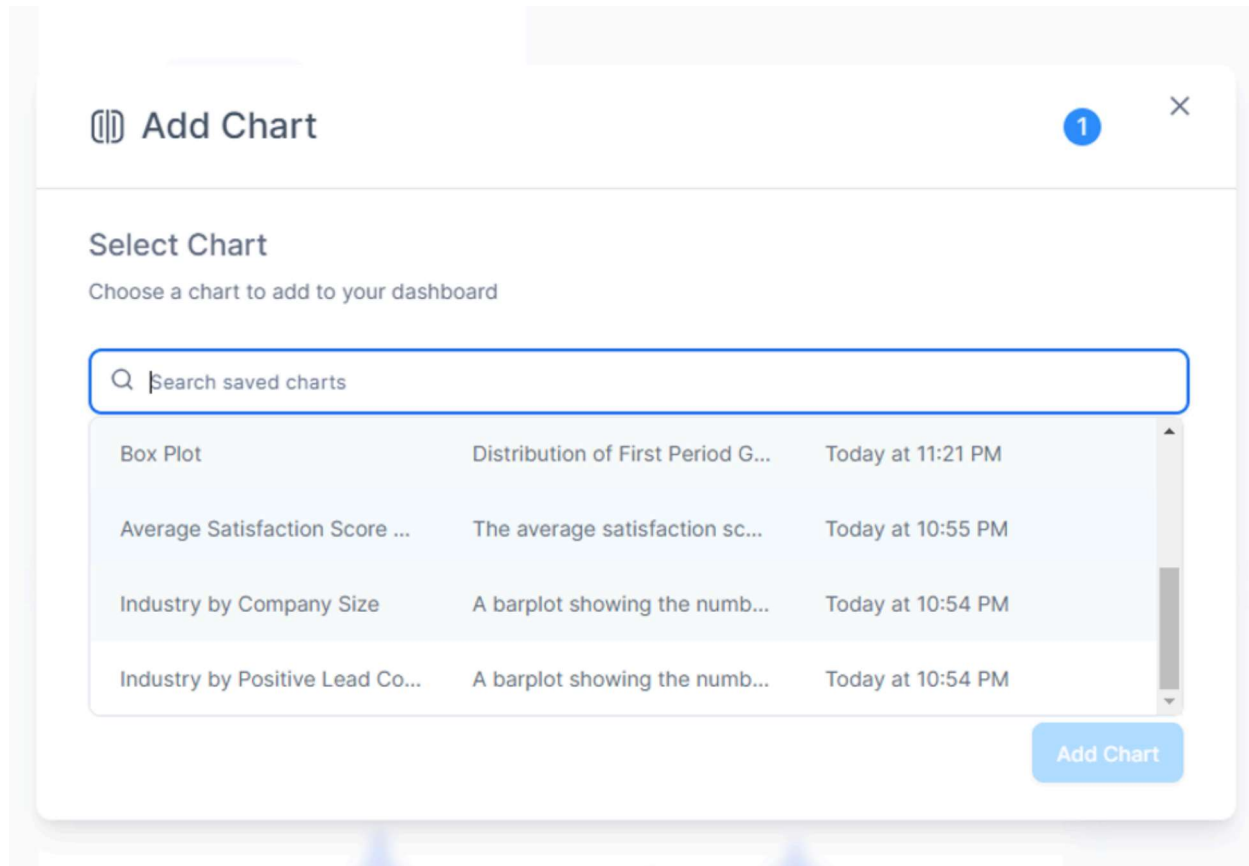 Add Chart
1
Select Chart
Choose a chart to add to your dashboard
Search saved charts
Box Plot Distribution of First Period G... Today at 11:21 PM
Average Satisfaction Score ... The average satisfaction sc... Today at 10:55 PM
Industry by Company Size A barplot showing the numb... Today at 10:54 PM
Industry by Positive Lead Co... A barplot showing the numb... Today at 10:54 PM
Add Chart